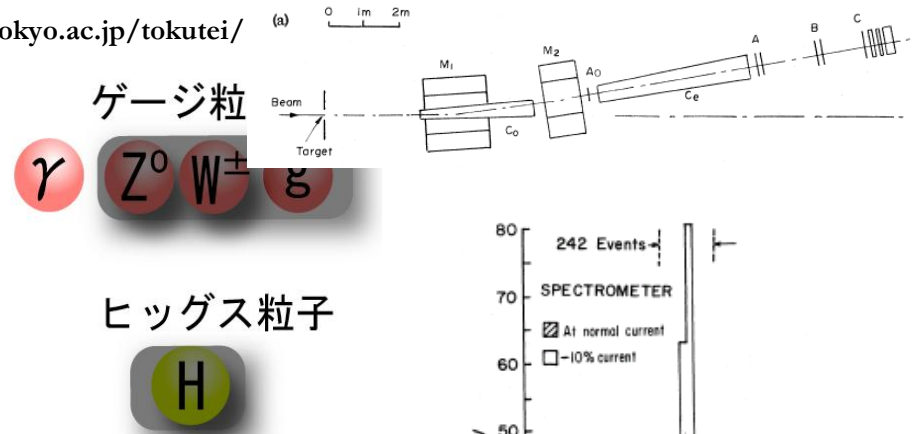 okyo.ac.jp/tokutei/
ゲージ粒
γ Z0 W± g
ヒッグス粒子
H
(a)
0 1m 2m
M1
M2
A0
A
B
C
Beam
Target
C0
Ce
80
242 Events
70
SPECTROMETER
At normal current
-10% current
60
50